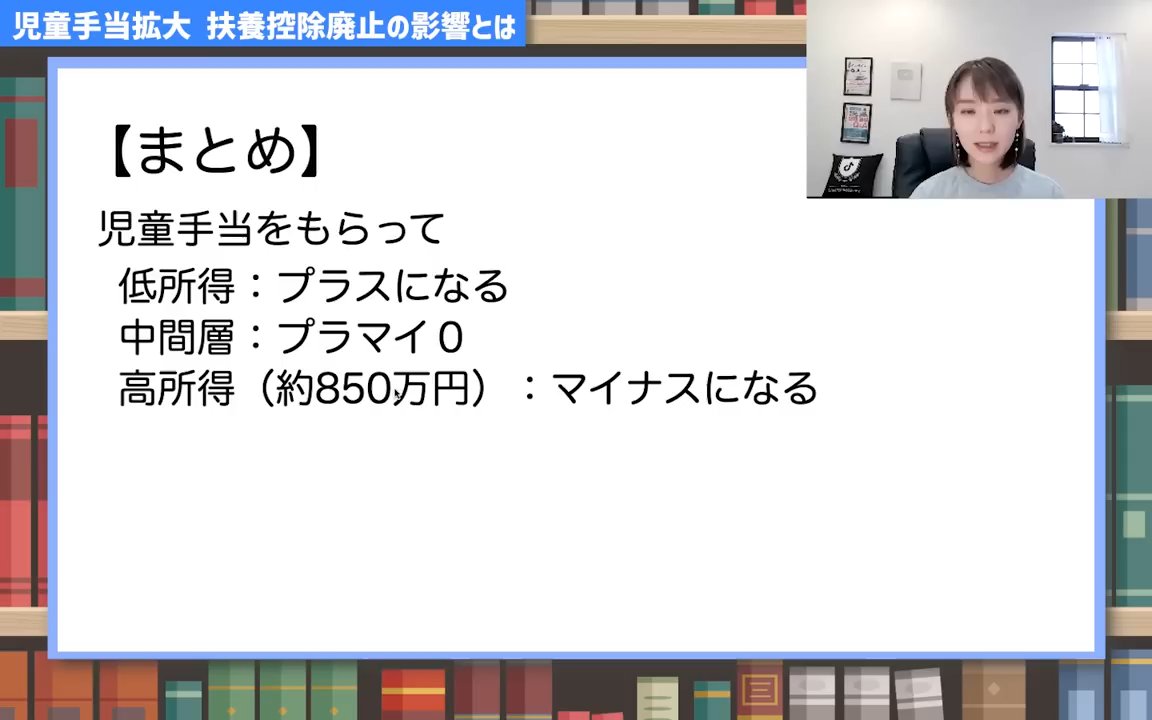 児童手当拡大 扶養控除廃止の影響とは
【まとめ】
児童手当をもらって
低所得：プラスになる
中間層：プラマイ０
高所得（約850万円）：マイナスになる